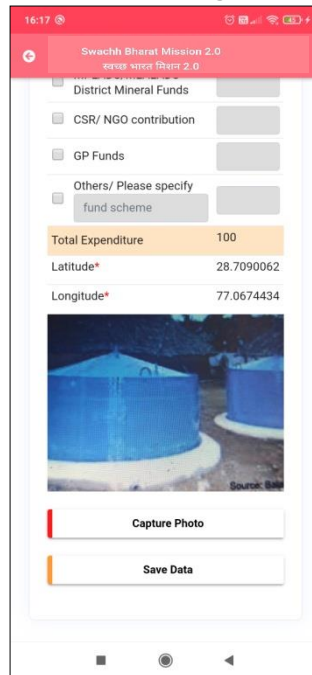 16:17
Swachh Bharat Mission 2.0
स्वच्छ भारत मिशन 2.0
District Mineral Funds
CSR/ NGO contribution
GP Funds
Others/ Please specify
fund scheme
Total Expenditure 100
Latitude* 28.7090062
Longitude* 77.0674434
Source:
Capture Photo
Save Data